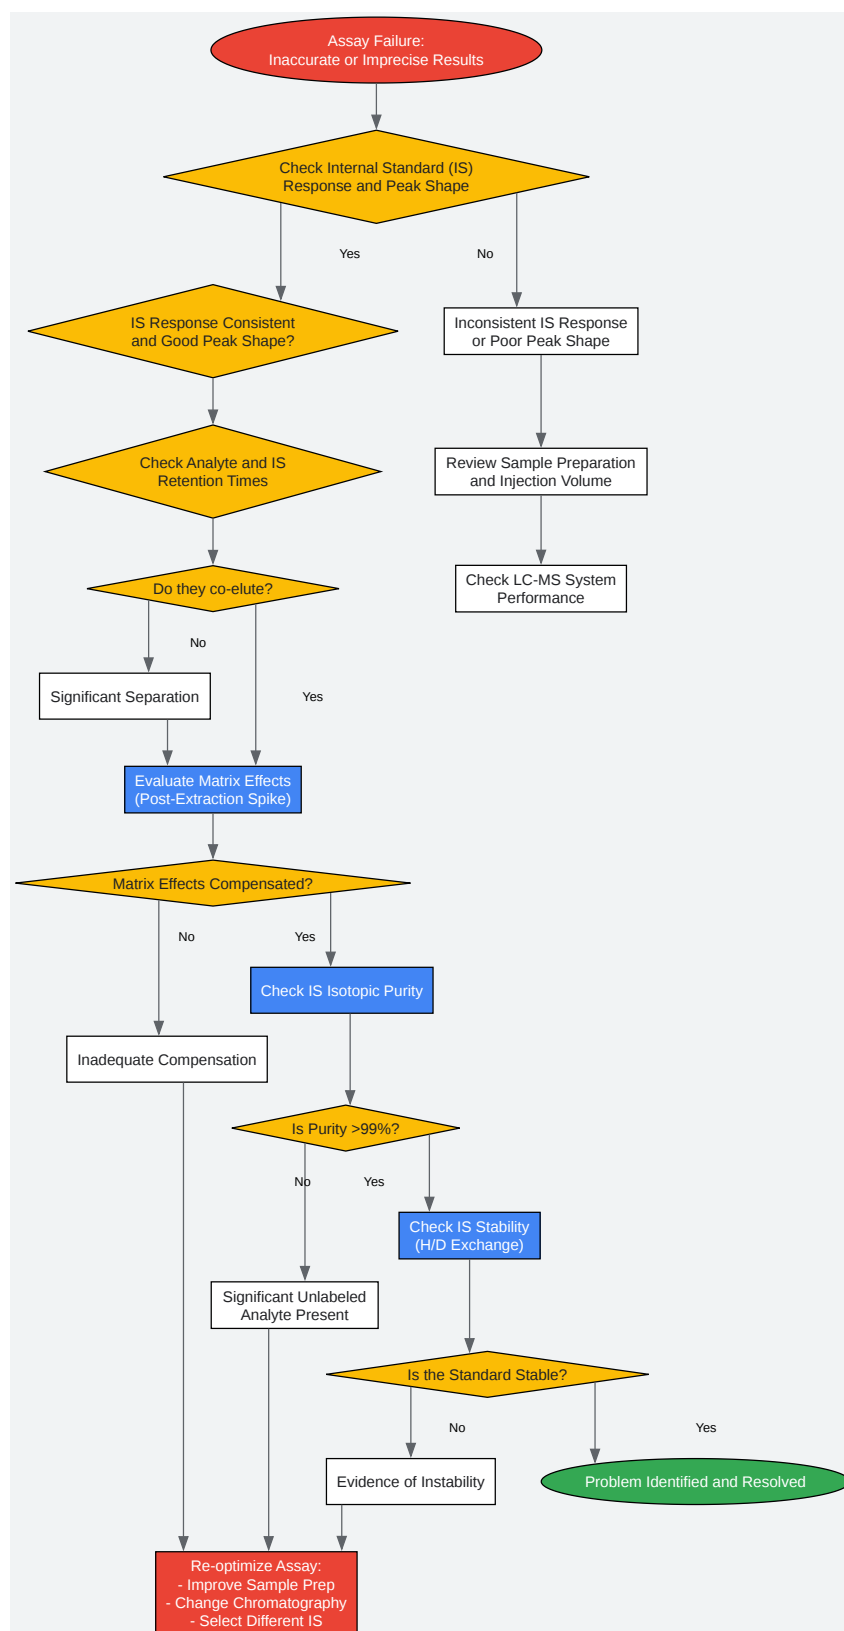 Assay Failure:
Inaccurate or Imprecise Results
Check Internal Standard (IS)
Response and Peak Shape
Yes
No
IS Response Consistent
and Good Peak Shape?
Inconsistent IS Response
or Poor Peak Shape
Check Analyte and IS
Retention Times
Review Sample Preparation
and Injection Volume
Do they co-elute?
Check LC-MS System
Performance
No
Yes
Significant Separation
Evaluate Matrix Effects
(Post-Extraction Spike)
Matrix Effects Compensated?
No
Yes
Check IS Isotopic Purity
Inadequate Compensation
Is Purity >99%?
No
Yes
Check IS Stability
(H/D Exchange)
Significant Unlabeled
Analyte Present
Is the Standard Stable?
No
Yes
Evidence of Instability
Problem Identified and Resolved
Re-optimize Assay:
- Improve Sample Prep
- Change Chromatography
- Select Different IS